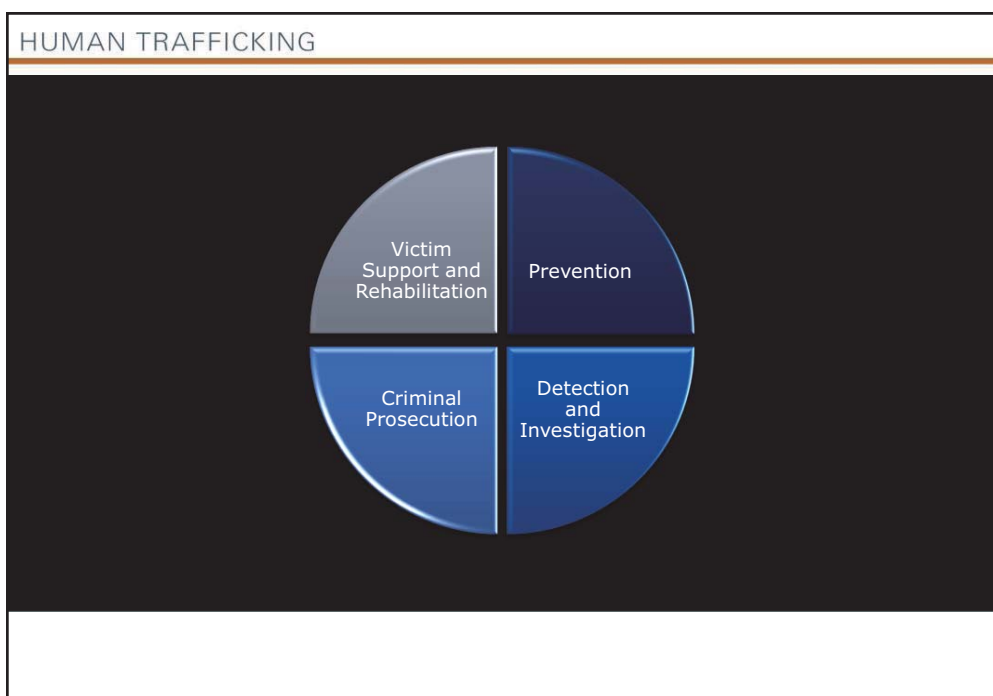 HUMAN TRAFFICKING
Victim
Support and
Rehabilitation
Prevention
Criminal
Prosecution
Detection
and
Investigation